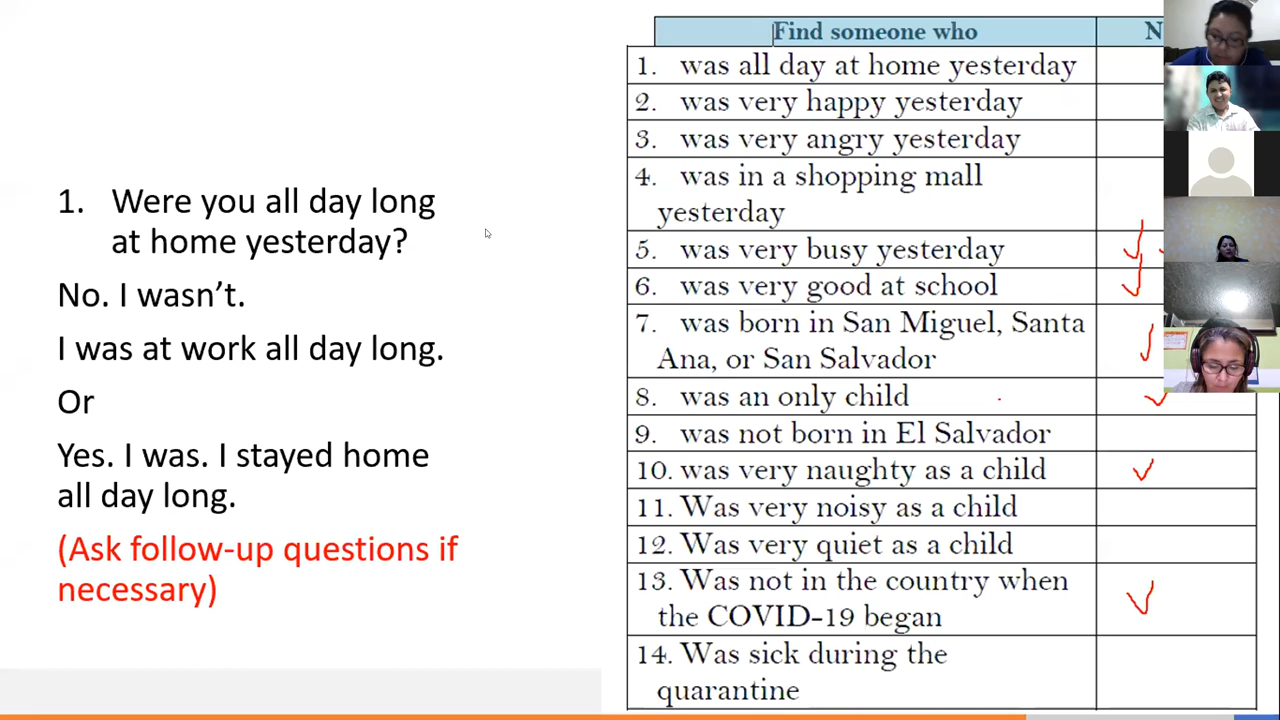 1. Were you all day long
at home yesterday?
No. I wasn't.
I was at work all day long.
Or
Yes. I was. I stayed home
all day long.
(Ask follow-up questions if
necessary)
Find someone who
N
1. was all day at home yesterday
2. was very happy yesterday
3. was very angry yesterday
4. was in a shopping mall
yesterday
5. was very busy yesterday
6. was very good at school
7. was born in San Miguel, Santa
Ana, or San Salvador
8. was an only child
9. was not born in El Salvador
10. was very naughty as a child
11. Was very noisy as a child
12. Was very quiet as a child
13. Was not in the country when
the COVID-19 began
14. Was sick during the
quarantine